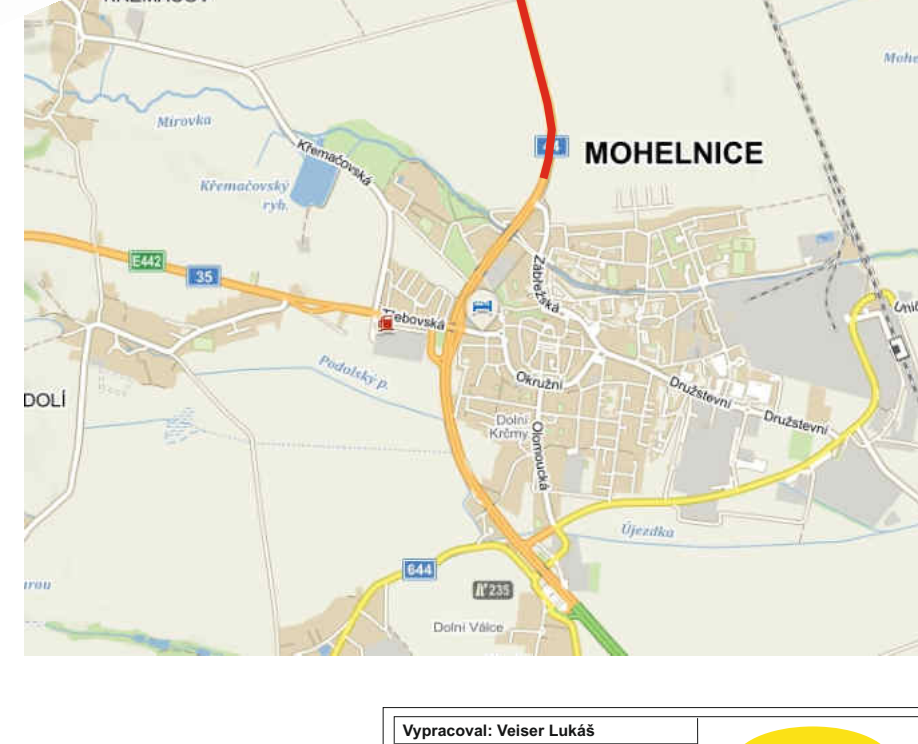 Mirovka
Křemačovská
44
MOHELNICE
Křemačovský
ryb.
E442
35
Zábřežská
Třebovská
Podolský p.
Okružní
Družstevní
DOLÍ
Dolní
Krčmy
Olomoucká
Družstevní
Újezdka
644
235
Dolní Válce
Vypracoval: Veiser Lukáš